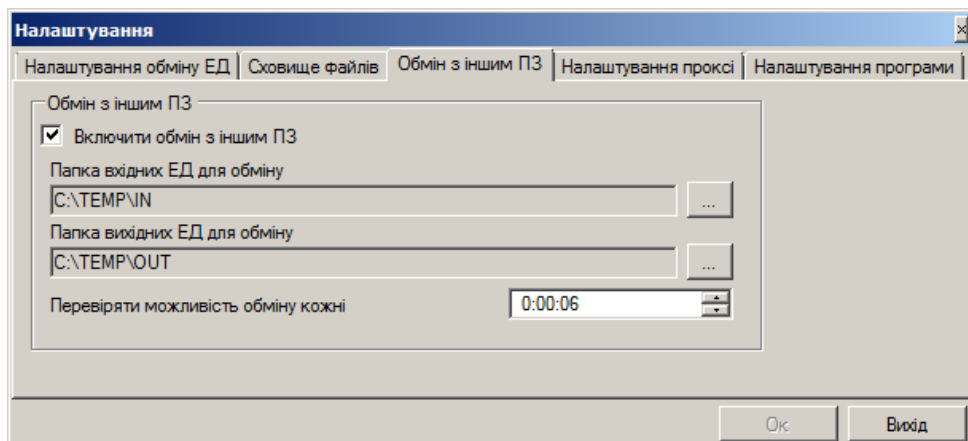 Налаштування
Налаштування обміну ЕД Сховище файлів Обмін з іншим ПЗ Налаштування проксі Налаштування програми
Обмін з іншим ПЗ
Включити обмін з іншим ПЗ
Папка вхідних ЕД для обміну
C:\TEMP\IN
...
Папка вихідних ЕД для обміну
C:\TEMP\OUT
...
Перевіряти можливість обміну кожні 0:00:06
Ок Вихід